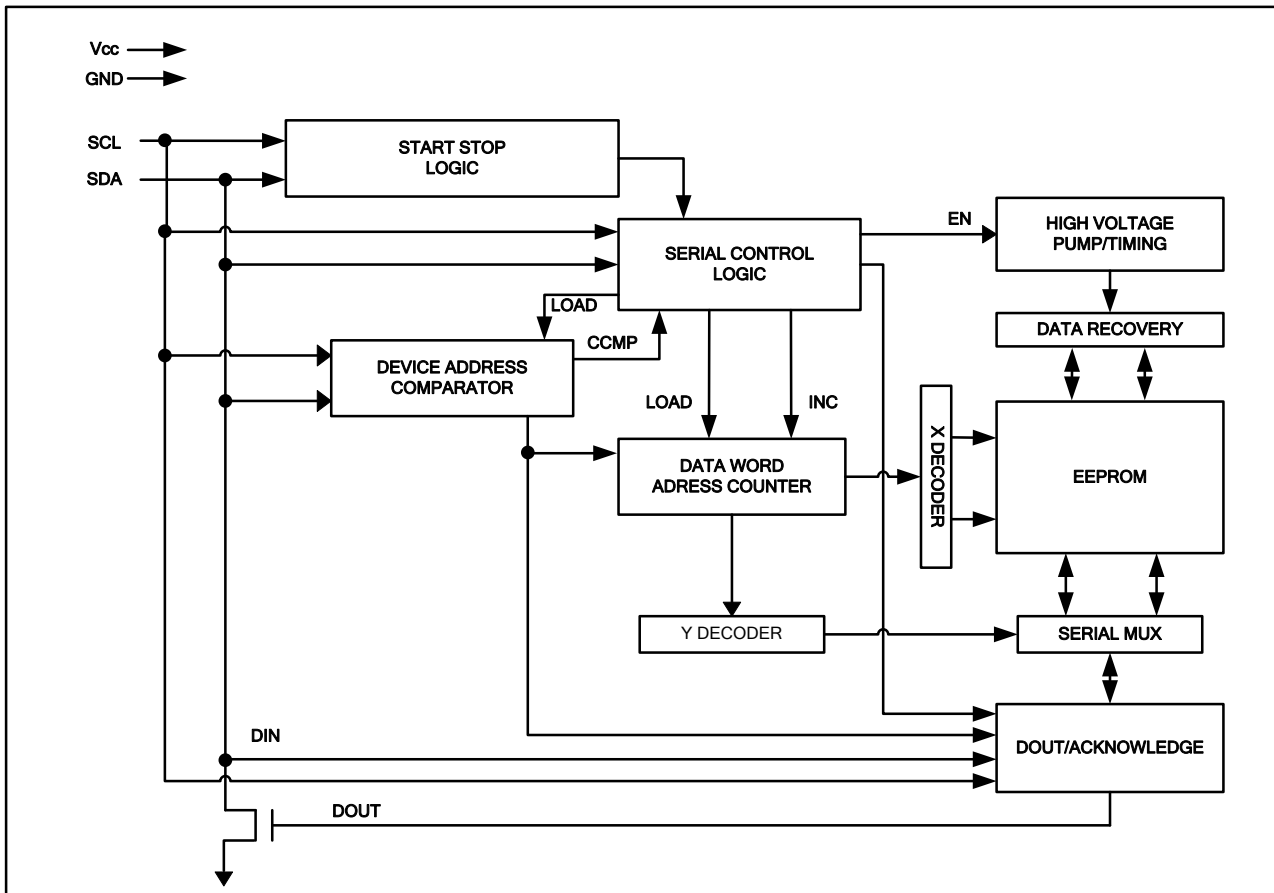 Vcc
GND
SCL
SDA
START STOP
LOGIC
SERIAL CONTROL
LOGIC
EN
HIGH VOLTAGE
PUMP/TIMING
LOAD
CCMP
DATA RECOVERY
DEVICE ADDRESS
COMPARATOR
LOAD
INC
X DECODER
DATA WORD
ADRESS COUNTER
EEPROM
Y DECODER
SERIAL MUX
DIN
DOUT/ACKNOWLEDGE
DOUT